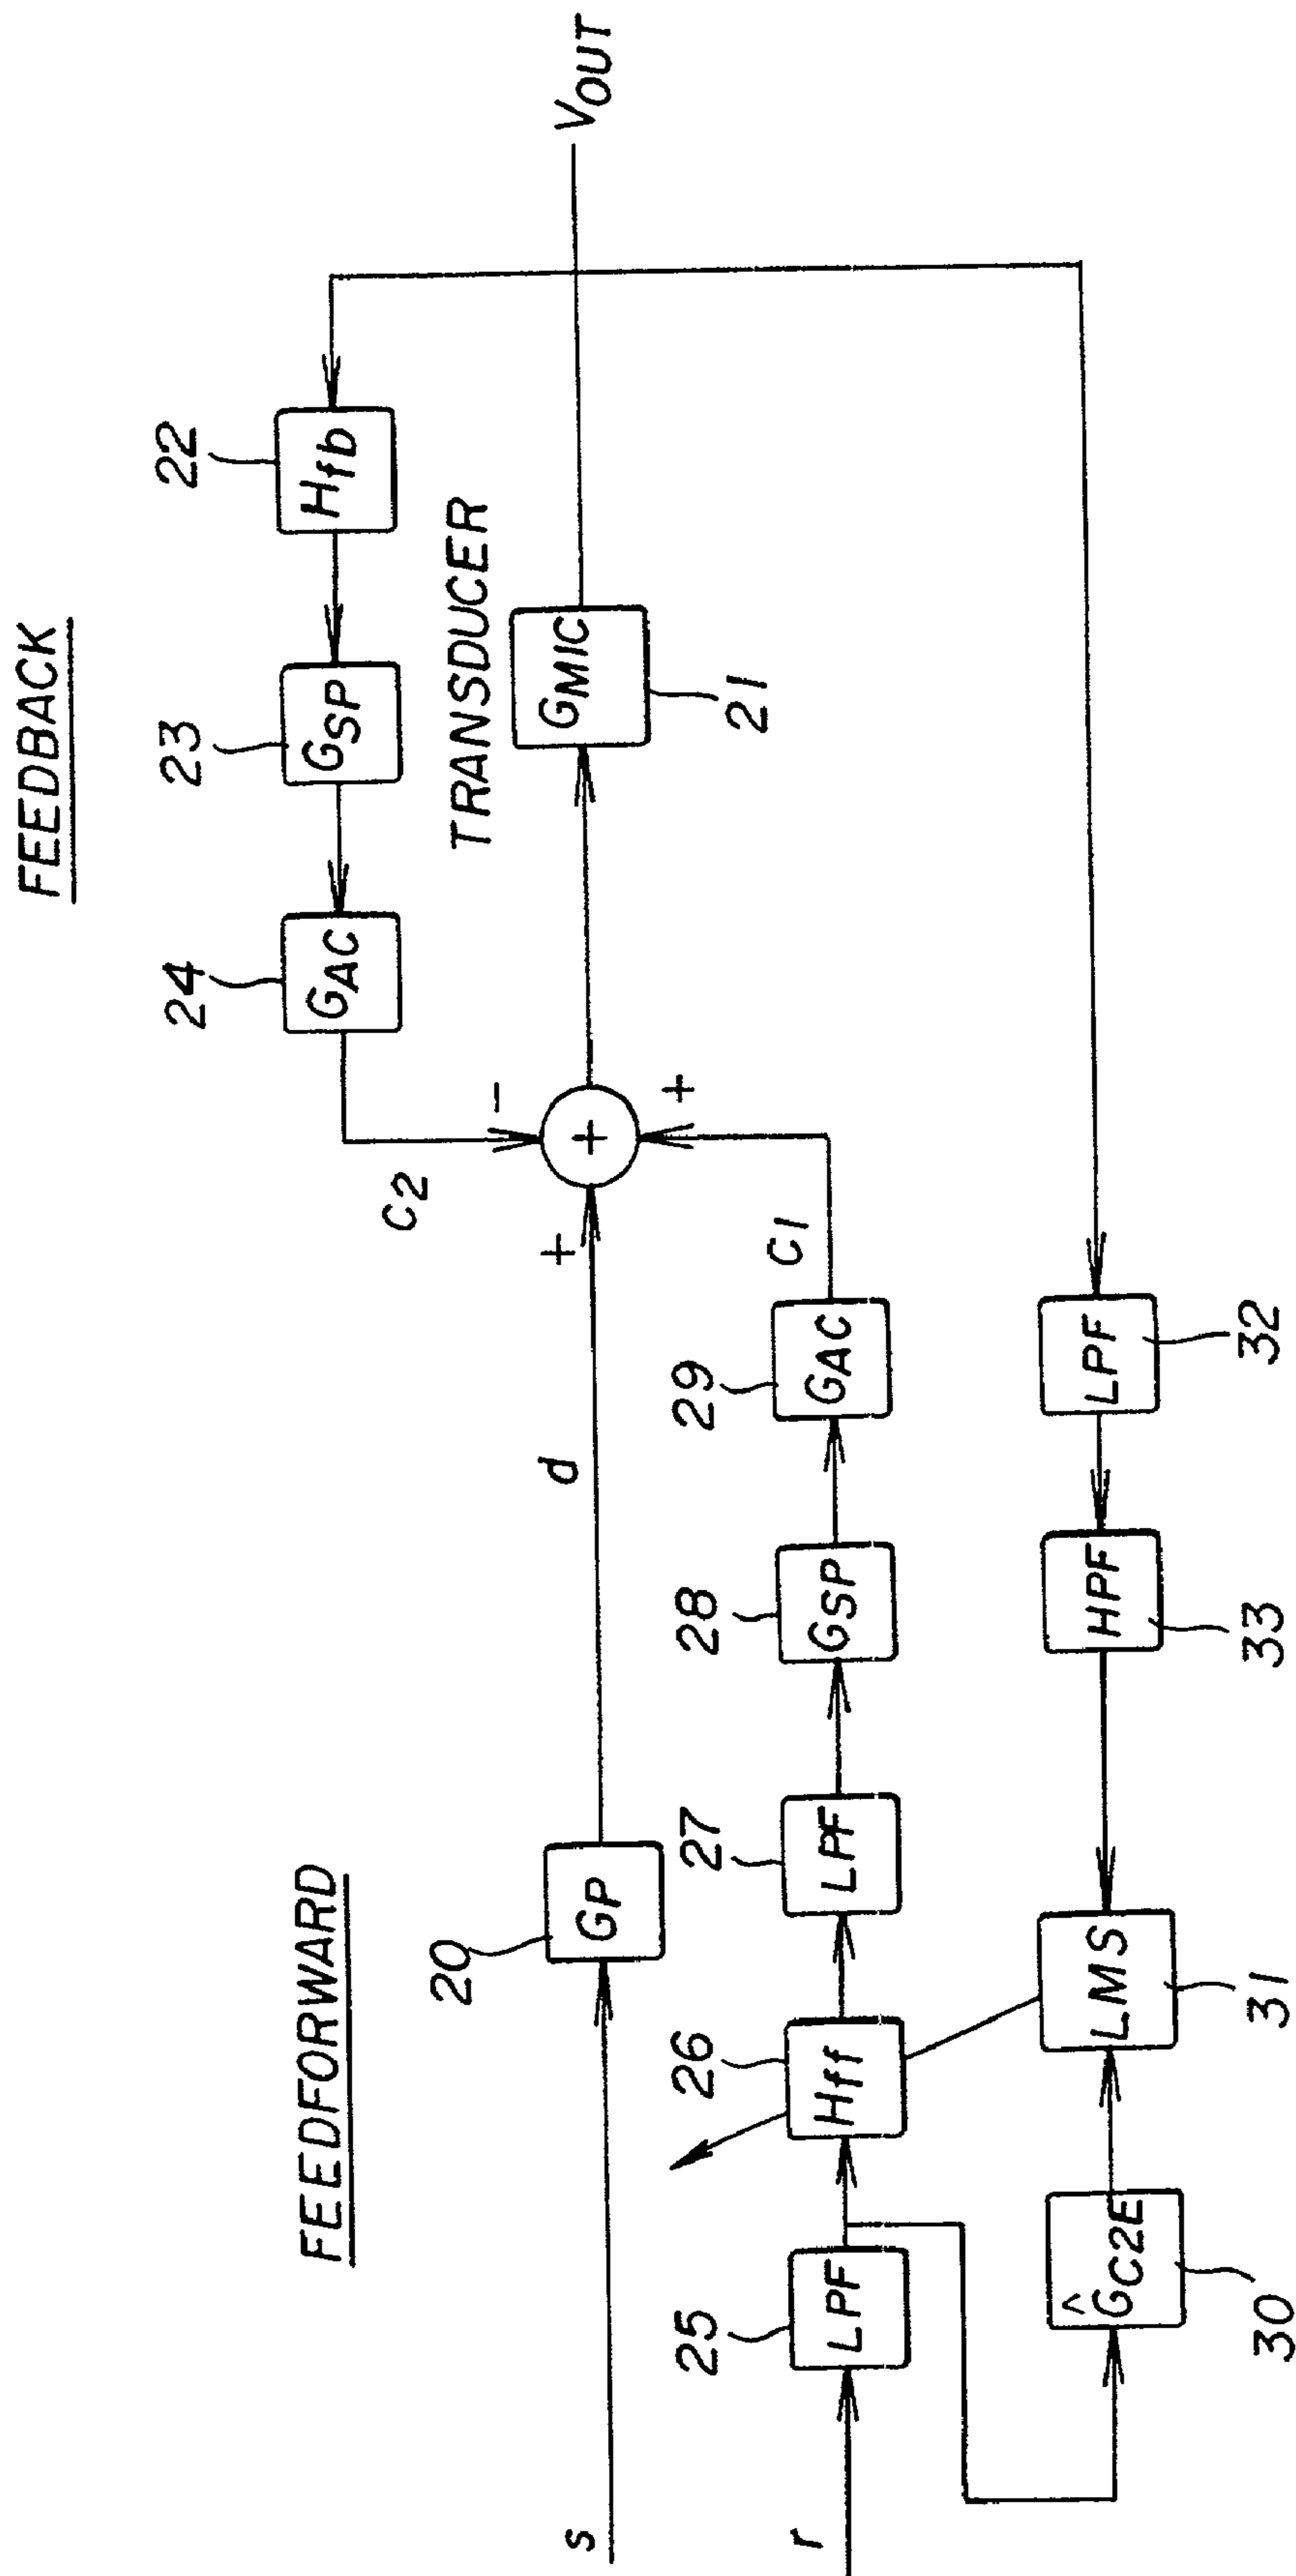 FEEDBACK
22
23
24
Hfb
GSP
GAC
C2
TRANSDUCER
GMIC
21
VOUT
-
+
+
+
FEEDFORWARD
s
20
GP
d
r
25
LPF
26
Hff
27
LPF
28
GSP
29
GAC
C1
ĜC2E
30
LMS
31
HPF
33
LPF
32